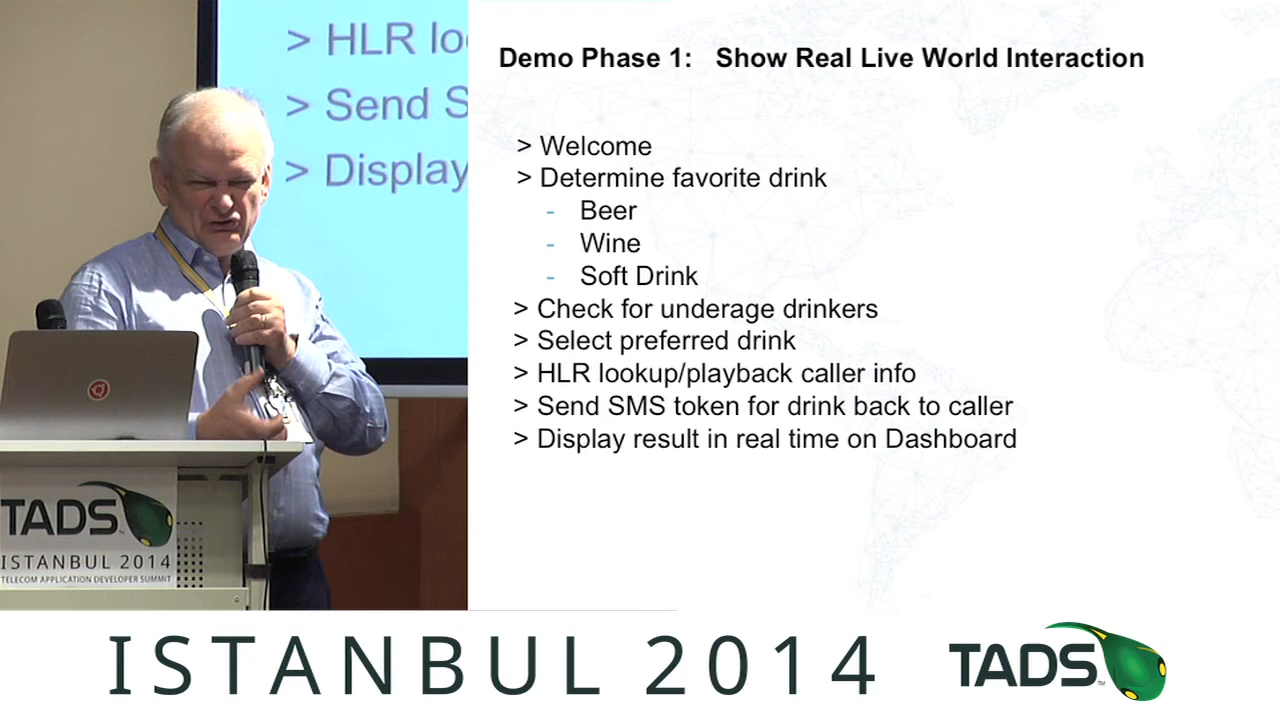 > HLR lo
> Send S
> Display
TADS
ISTANBUL 2014
TELECOM APPLICATION DEVELOPER SUMMIT
Demo Phase 1: Show Real Live World Interaction
> Welcome
> Determine favorite drink
- Beer
- Wine
- Soft Drink
> Check for underage drinkers
> Select preferred drink
> HLR lookup/playback caller info
> Send SMS token for drink back to caller
> Display result in real time on Dashboard
ISTANBUL 2014
TADS™